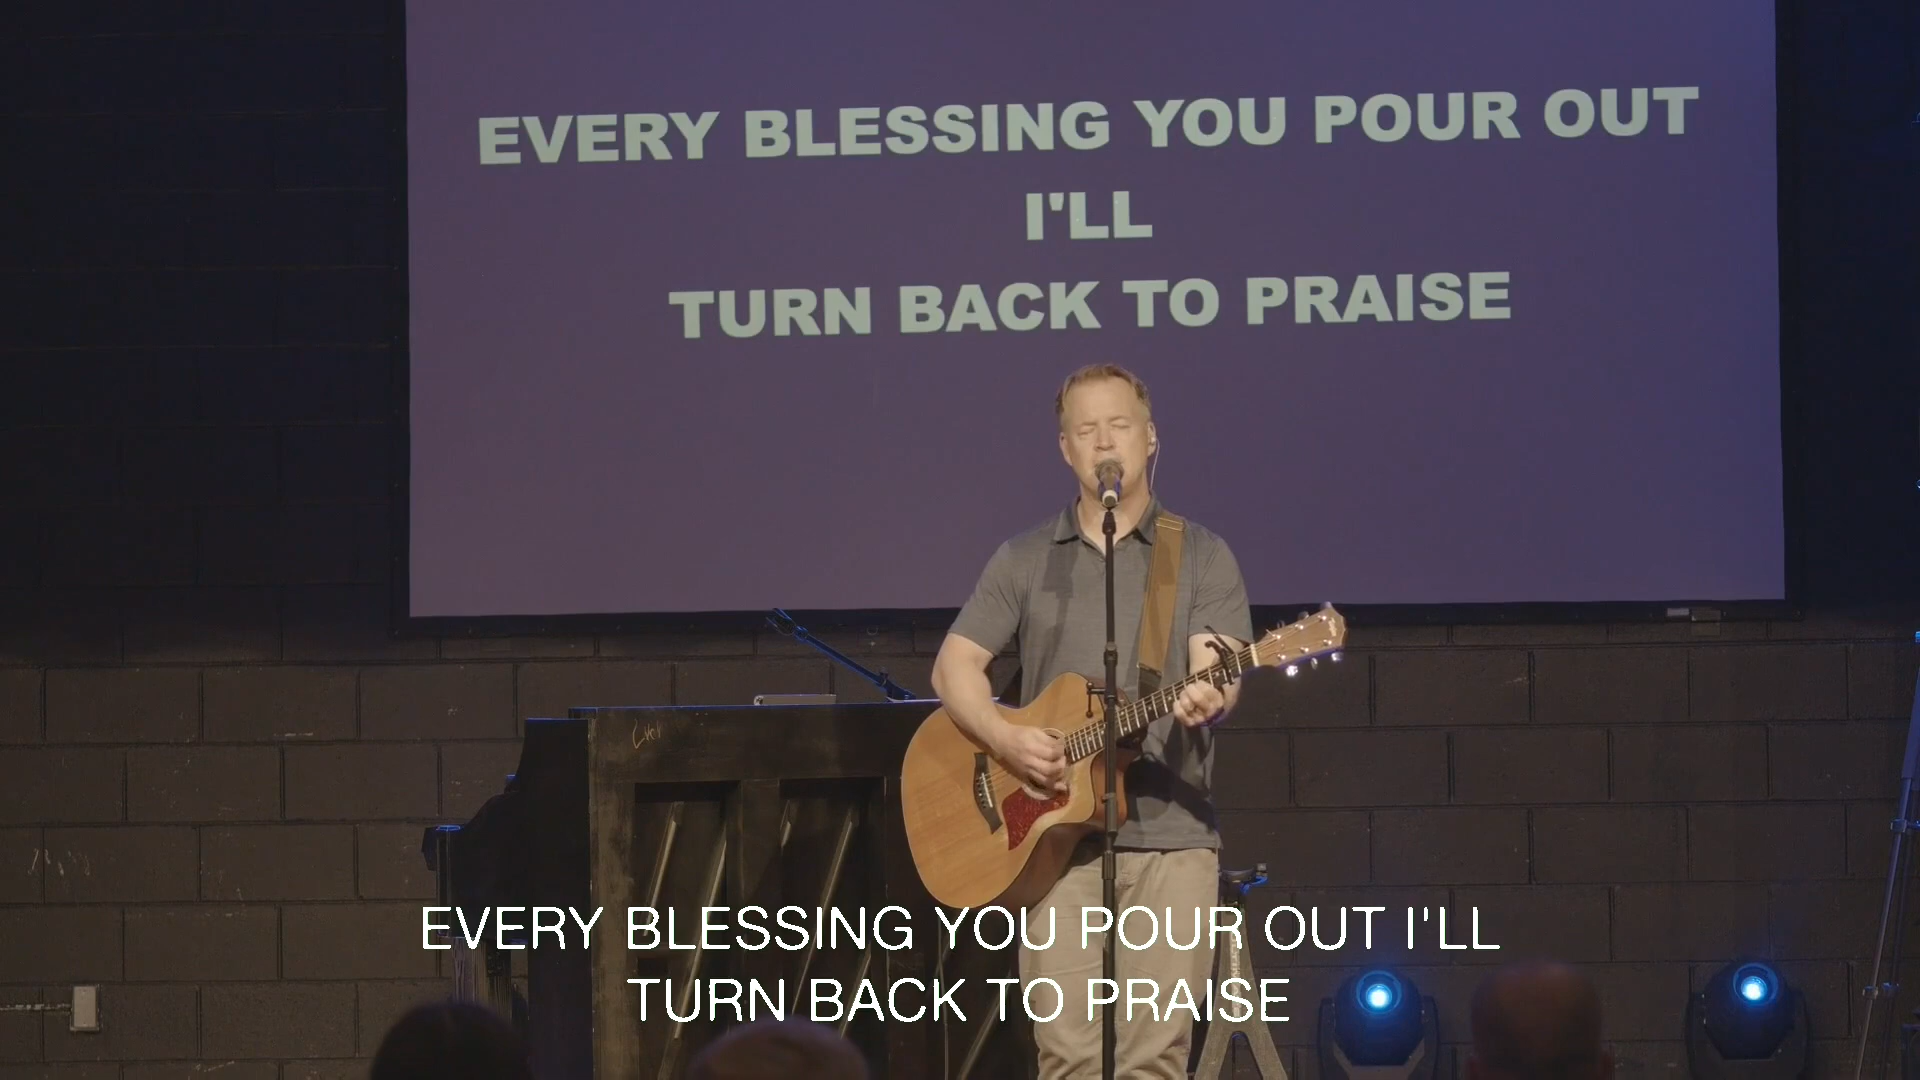 EVERY BLESSING YOU POUR OUT
I'LL
TURN BACK TO PRAISE
EVERY BLESSING YOU POUR OUT I'LL
TURN BACK TO PRAISE